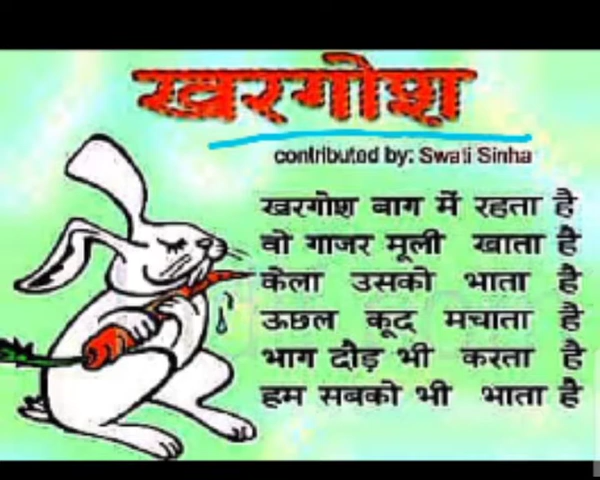 खरगोश
contributed by: Swati Sinha
खरगोश बाग में रहता है
वो गाजर मूली खाता है
केला उसको भाता है
ऊछल कूद मचाता है
भाग दौड़ भी करता है
हम सबको भी भाता है